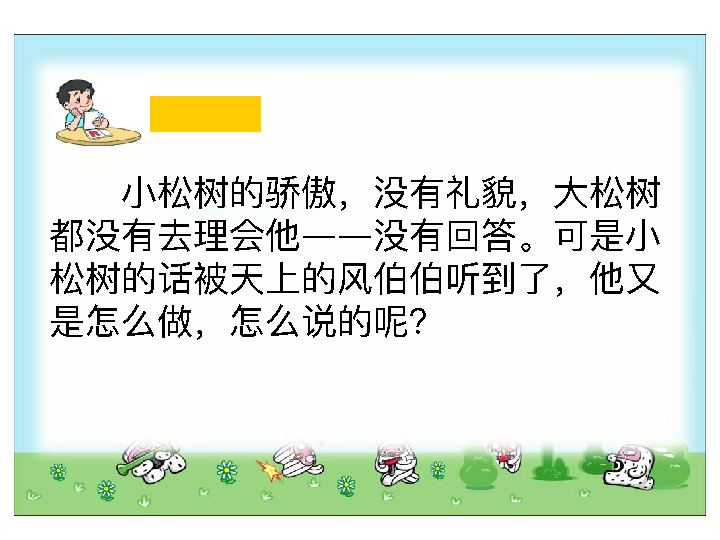 小松树的骄傲，没有礼貌，大松树
都没有去理会他——没有回答。可是小
松树的话被天上的风伯伯听到了，他又
是怎么做，怎么说的呢？